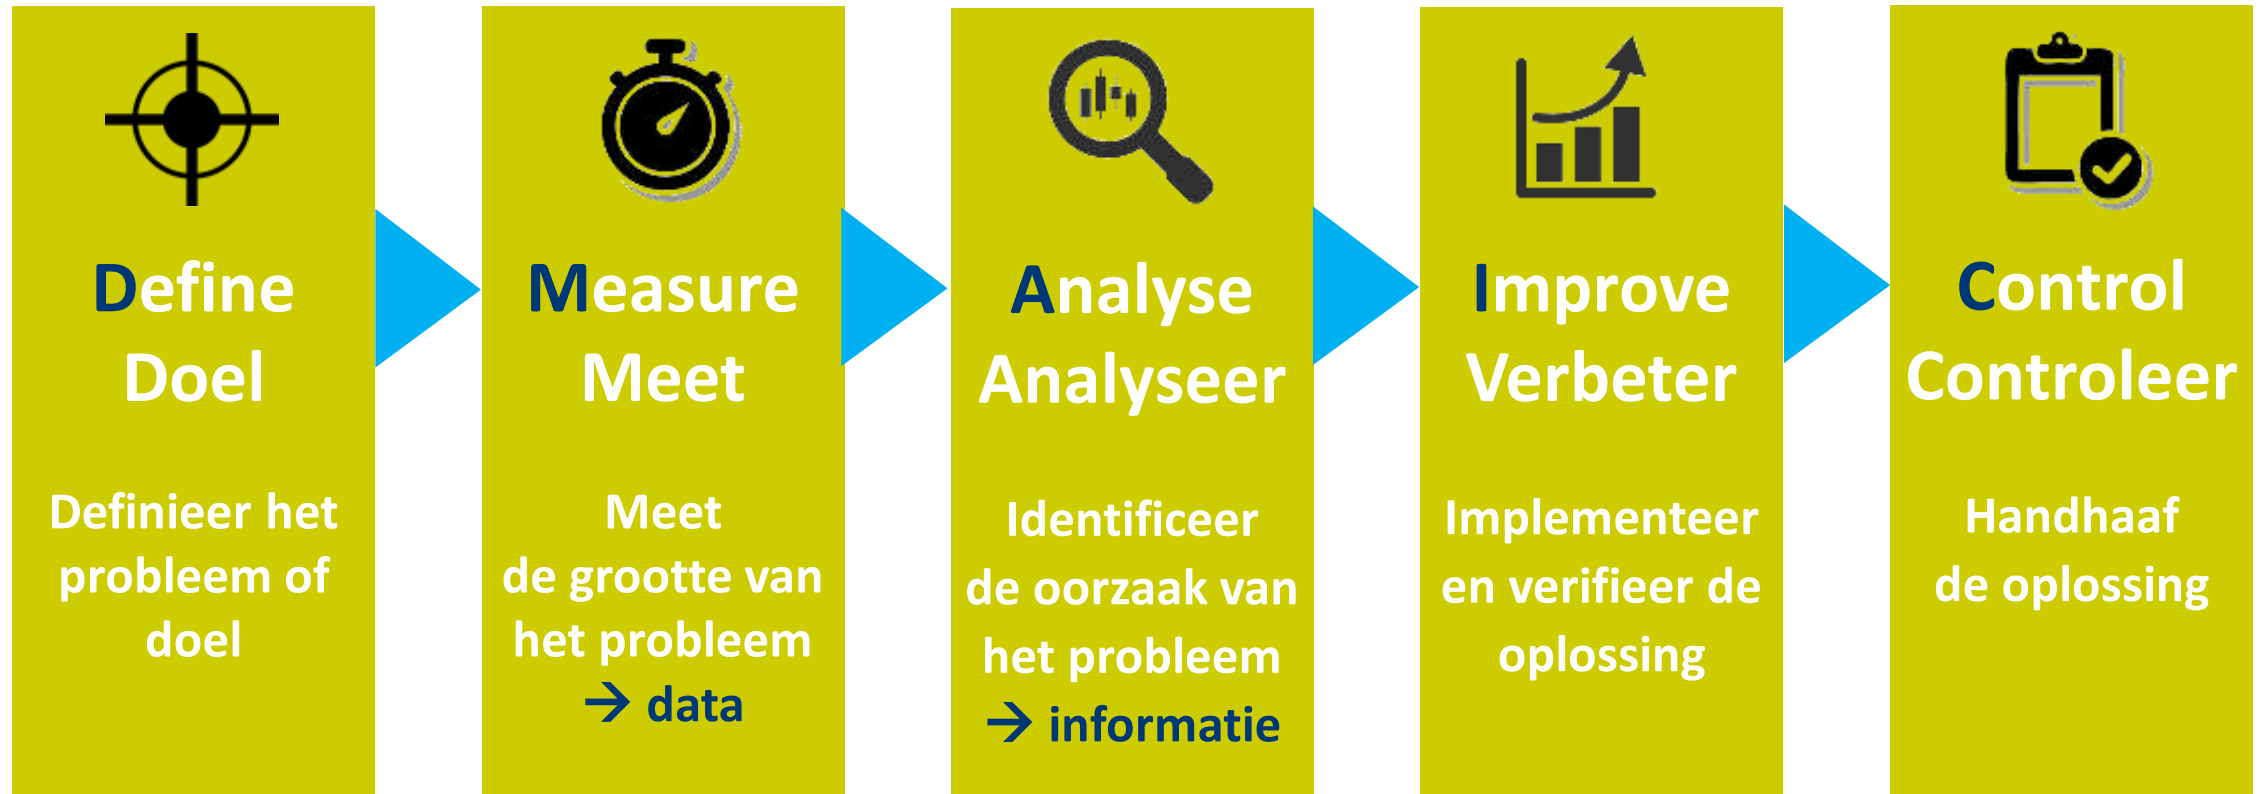 Define
Doel
Definieer het
probleem of
doel
Measure
Meet
Meet
de grootte van
het probleem
→ data
Analyse
Analyseer
Identificeer
de oorzaak van
het probleem
→ informatie
Improve
Verbeter
Implementeer
en verifieer de
oplossing
Control
Controleer
Handhaaf
de oplossing